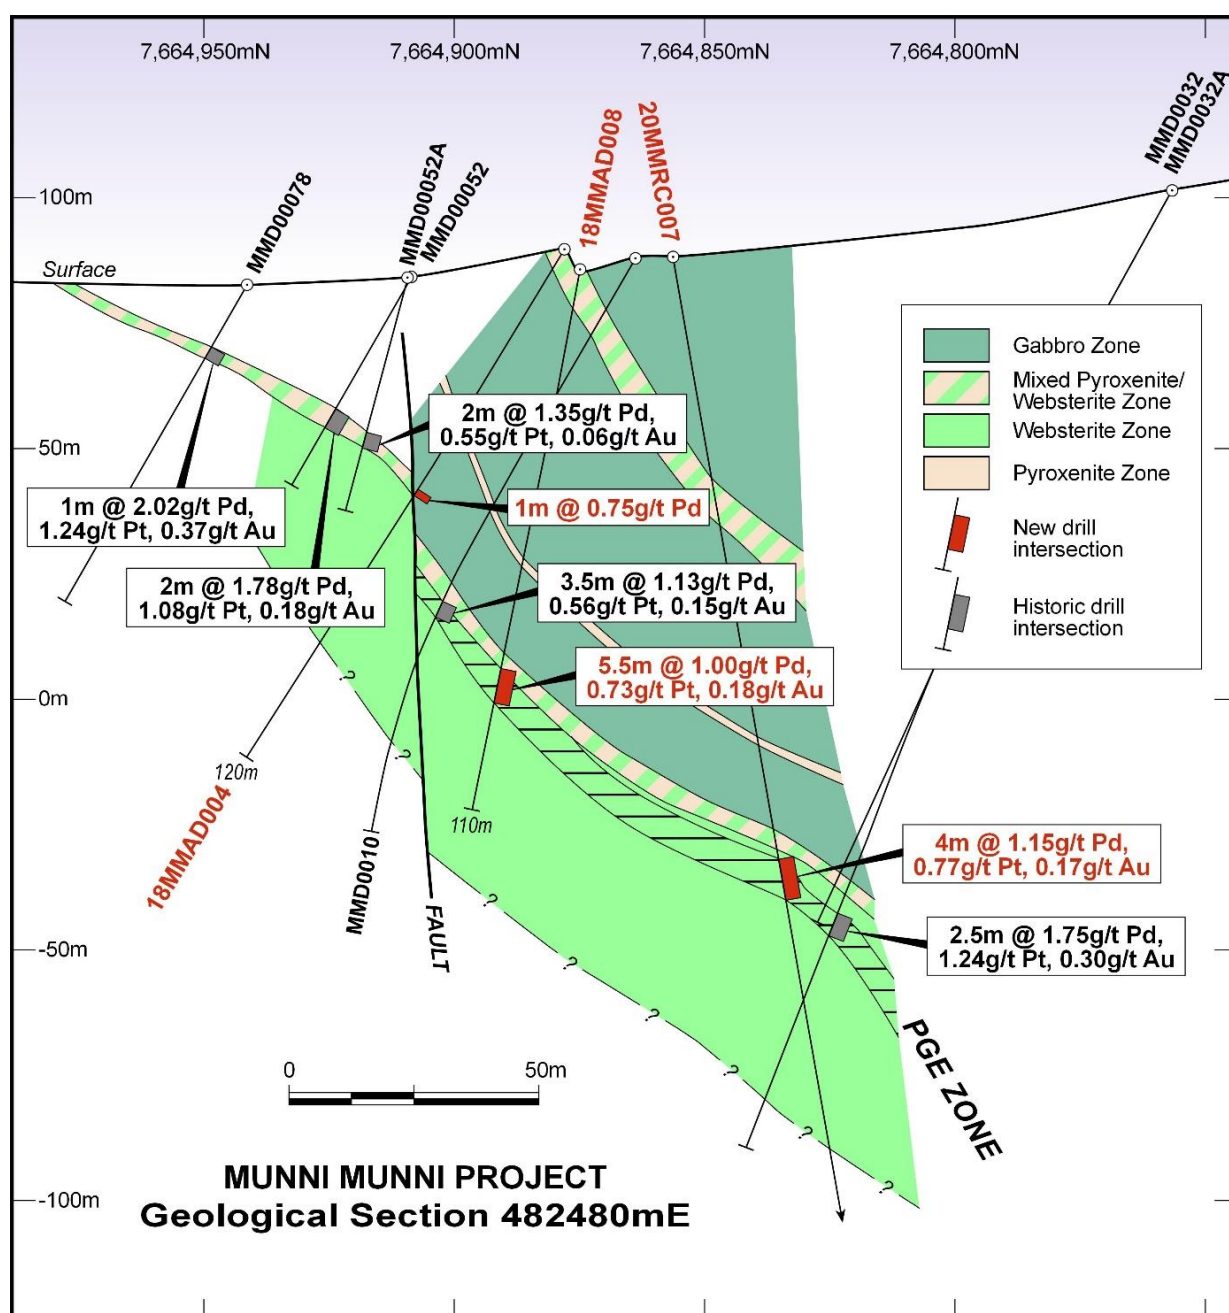 7,664,950mN
7,664,900mN
7,664,850mN
7,664,800mN
MMD00078
MMD00052A
MMD00052
18MMAD008
20MMRC007
MMD0032
MMD0032A
100m
Surface
Gabbro Zone
Mixed Pyroxenite/
Websterite Zone
Websterite Zone
Pyroxenite Zone
New drill
intersection
Historic drill
intersection
50m
2m @ 1.35g/t Pd,
0.55g/t Pt, 0.06g/t Au
1m @ 2.02g/t Pd,
1.24g/t Pt, 0.37g/t Au
1m @ 0.75g/t Pd
2m @ 1.78g/t Pd,
1.08g/t Pt, 0.18g/t Au
3.5m @ 1.13g/t Pd,
0.56g/t Pt, 0.15g/t Au
5.5m @ 1.00g/t Pd,
0.73g/t Pt, 0.18g/t Au
0m
?
?
120m
18MMAD004
110m
MMD0010
FAULT
4m @ 1.15g/t Pd,
0.77g/t Pt, 0.17g/t Au
2.5m @ 1.75g/t Pd,
1.24g/t Pt, 0.30g/t Au
-50m
?
?
?
?
?
?
PGE ZONE
0
50m
MUNNI MUNNI PROJECT
Geological Section 482480mE
-100m